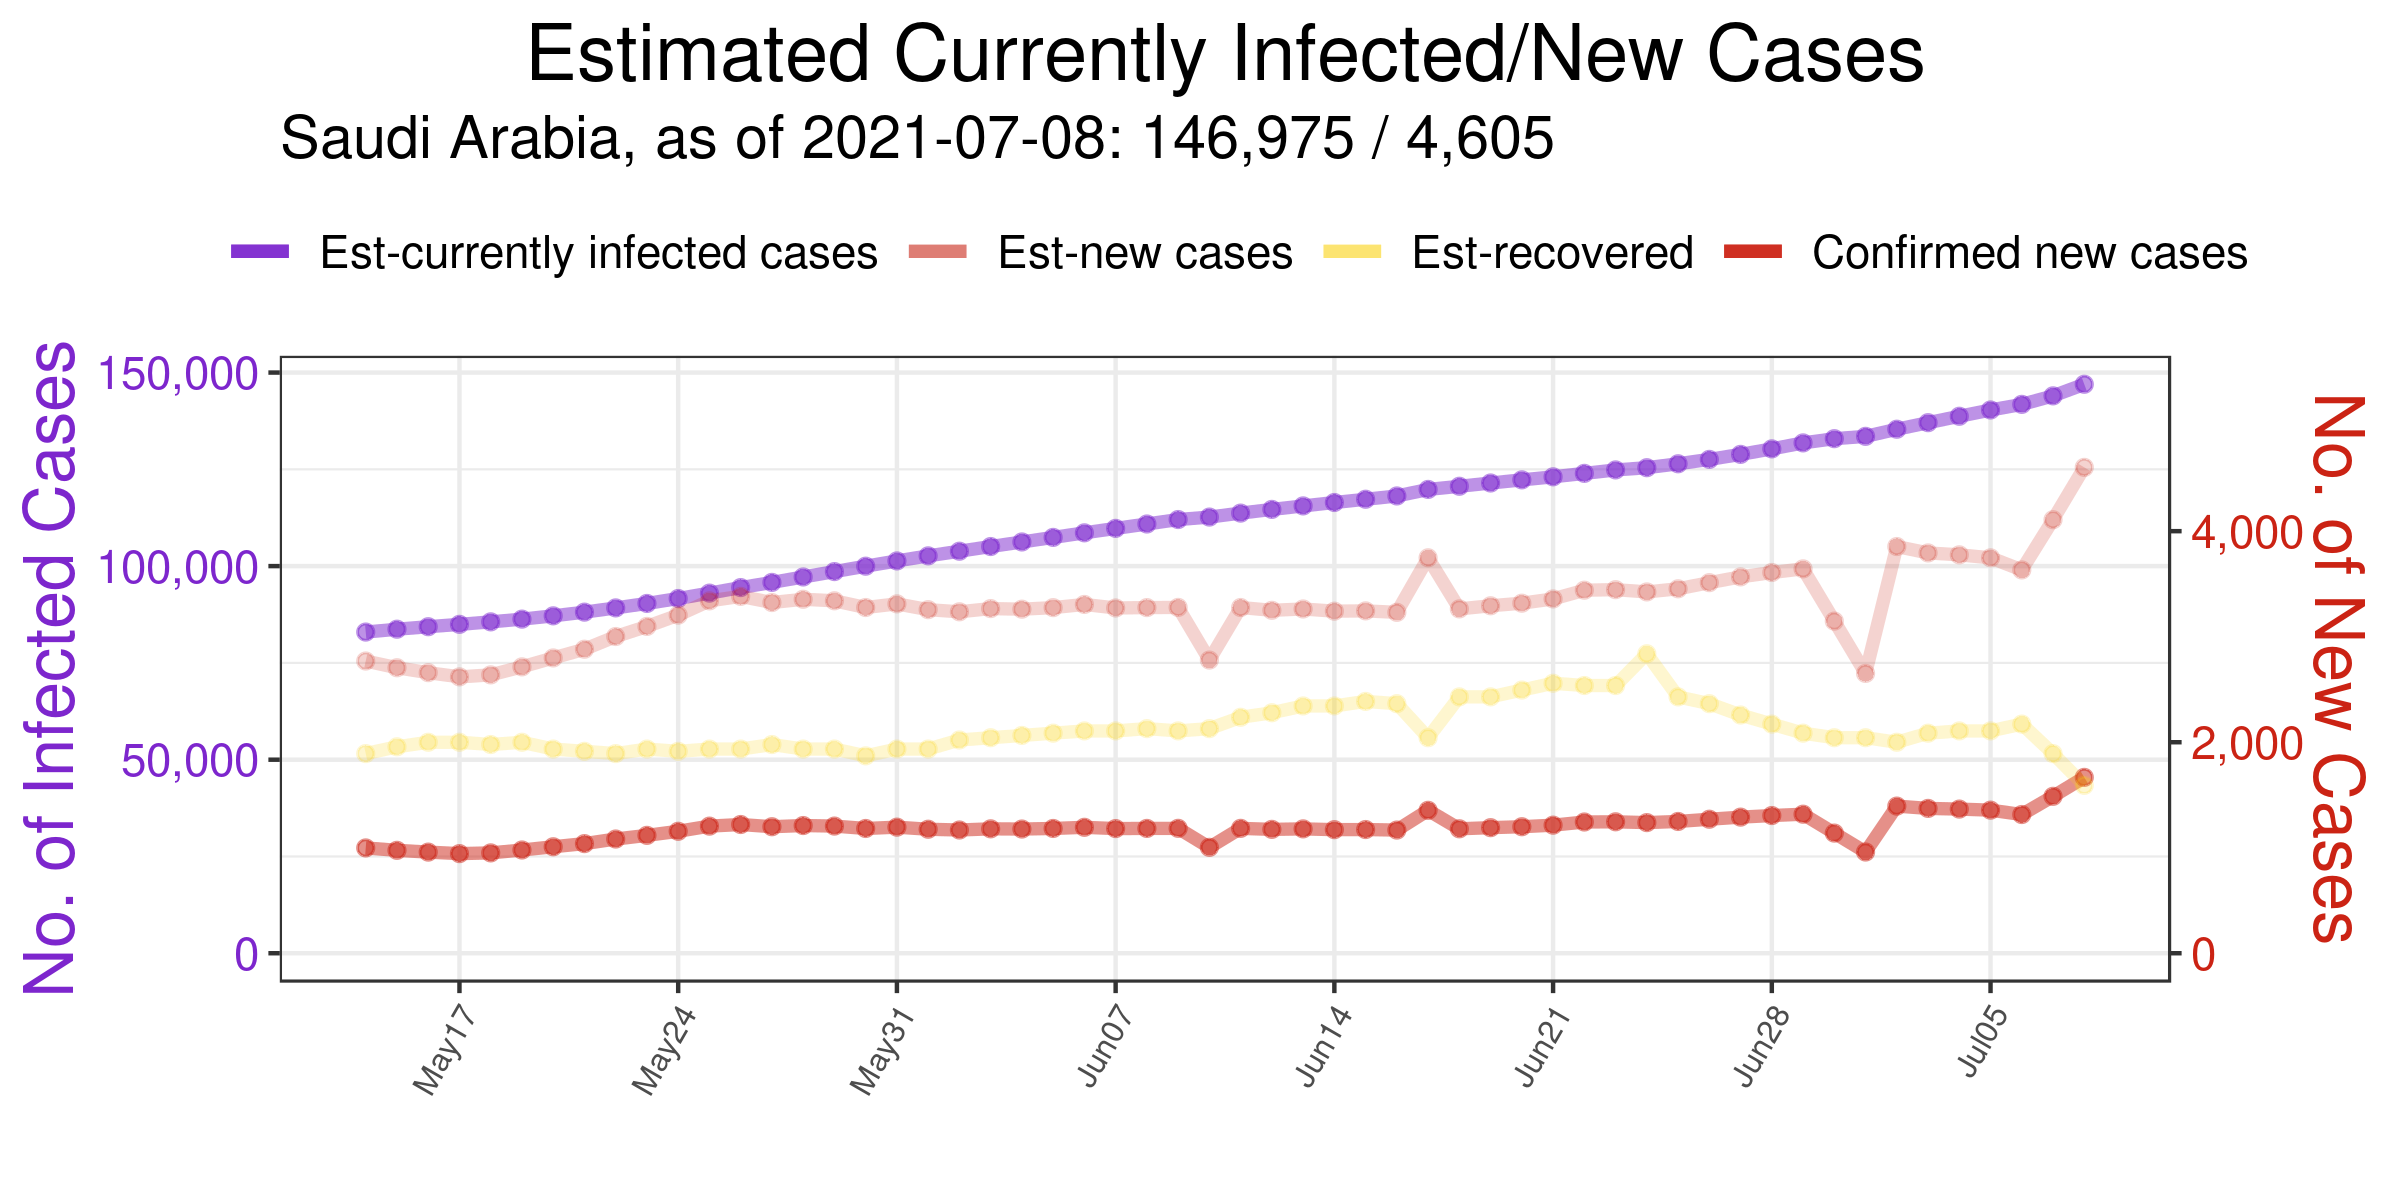 Estimated Currently Infected/New Cases
Saudi Arabia, as of 2021-07-08: 146,975 / 4,605
Est-currently infected cases Est-new cases Est-recovered Confirmed new cases
No. of Infected Cases
150,000
100,000
50,000
0
4,000
2,000
0
No. of New Cases
May17 May24 May31 Jun07 Jun14 Jun21 Jun28 Jul05